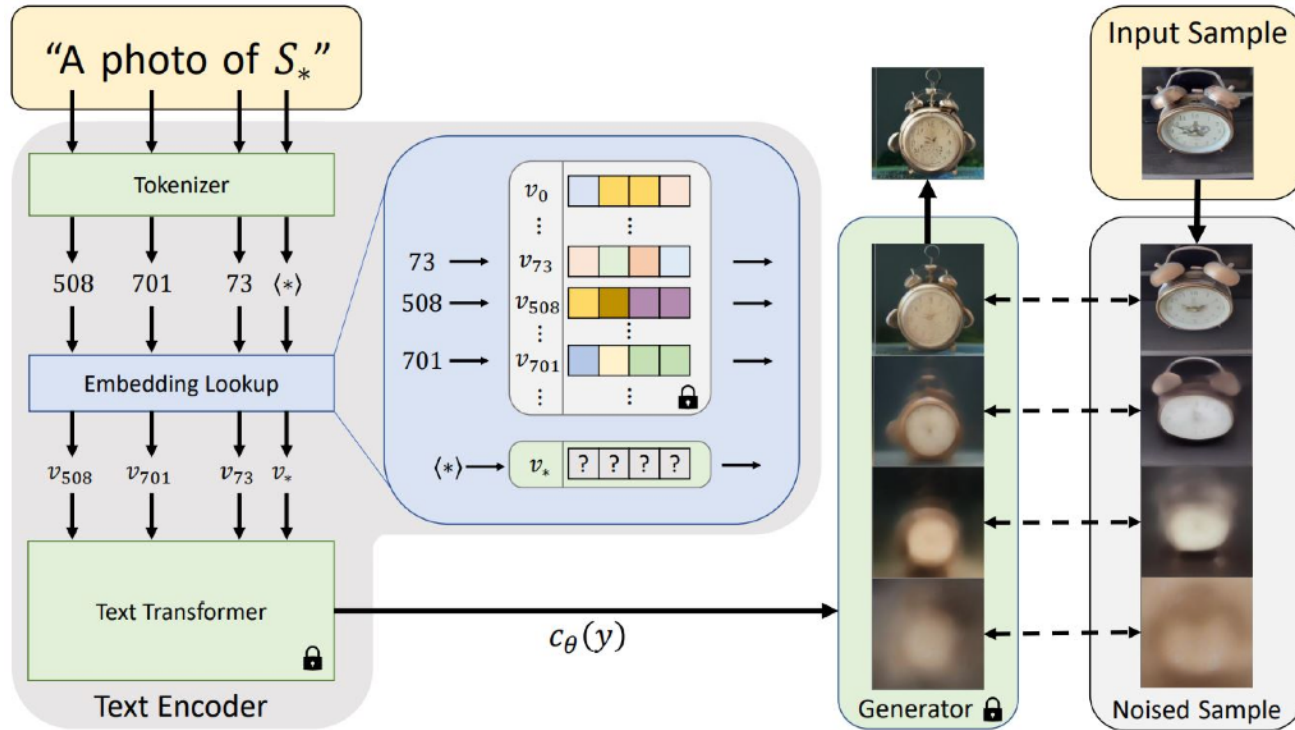 “A photo of S*”
Tokenizer
508 701 73 ⟨*⟩
Embedding Lookup
v508 v701 v73 v*
Text Transformer
Text Encoder
v0
⋮ ⋮
73 v73
508 v508
⋮ ⋮
701 v701
⋮ ⋮
⟨*⟩ v* ? ? ? ?
cθ(y)
Generator
Input Sample
Noised Sample